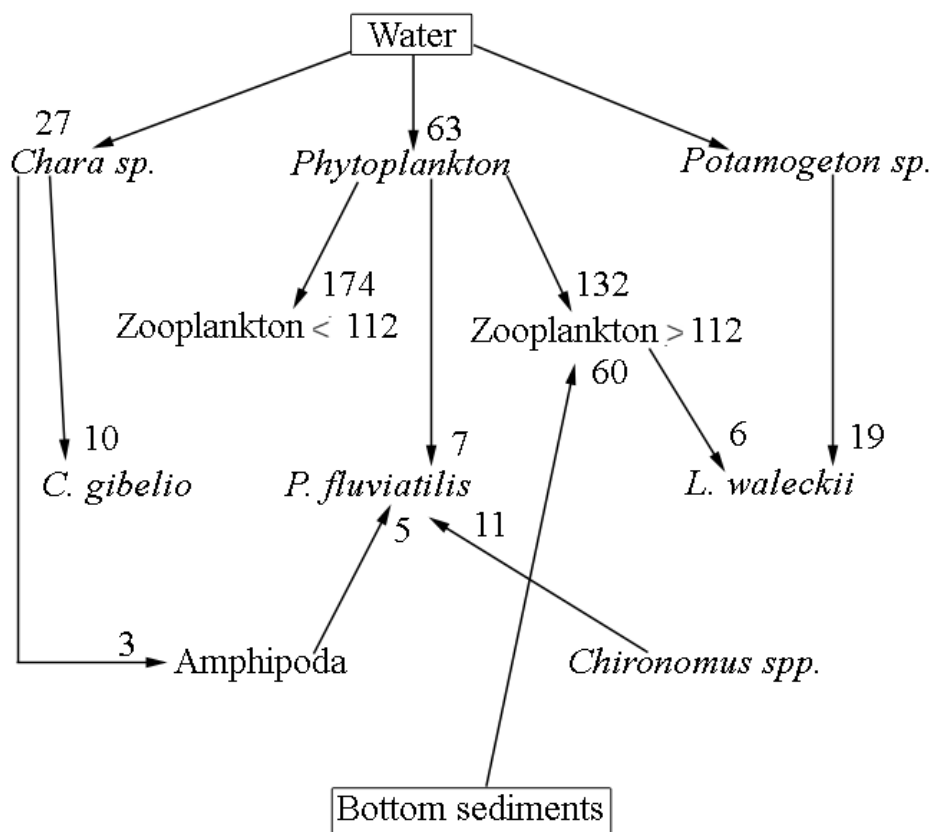 Water
27
Chara sp.
63
Phytoplankton
Potamogeton sp.
174
Zooplankton < 112
132
Zooplankton > 112
60
10
C. gibelio
7
P. fluviatilis
5
11
6
19
L. waleckii
3
Amphipoda
Chironomus spp.
Bottom sediments